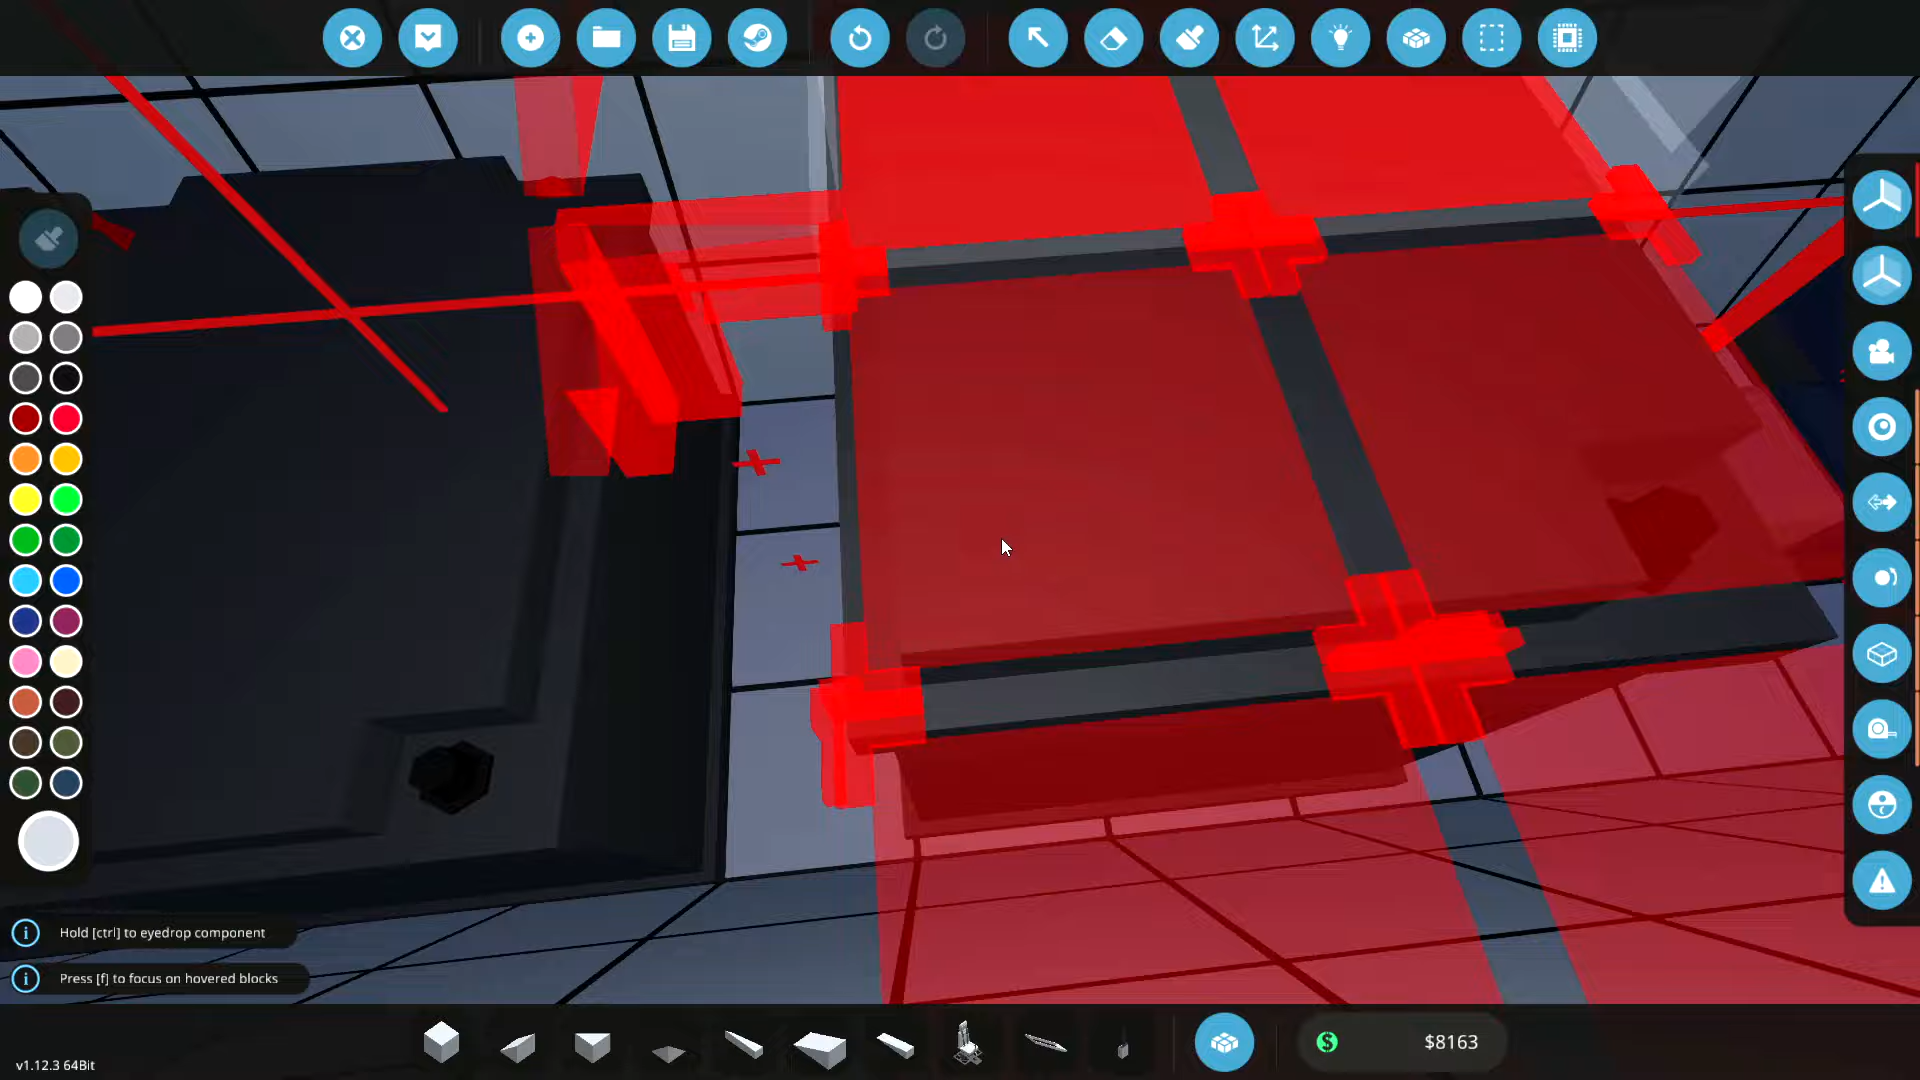 Hold [ctrl] to eyedrop component
Press [f] to focus on hovered blocks
$8163
v1.12.3 64Bit